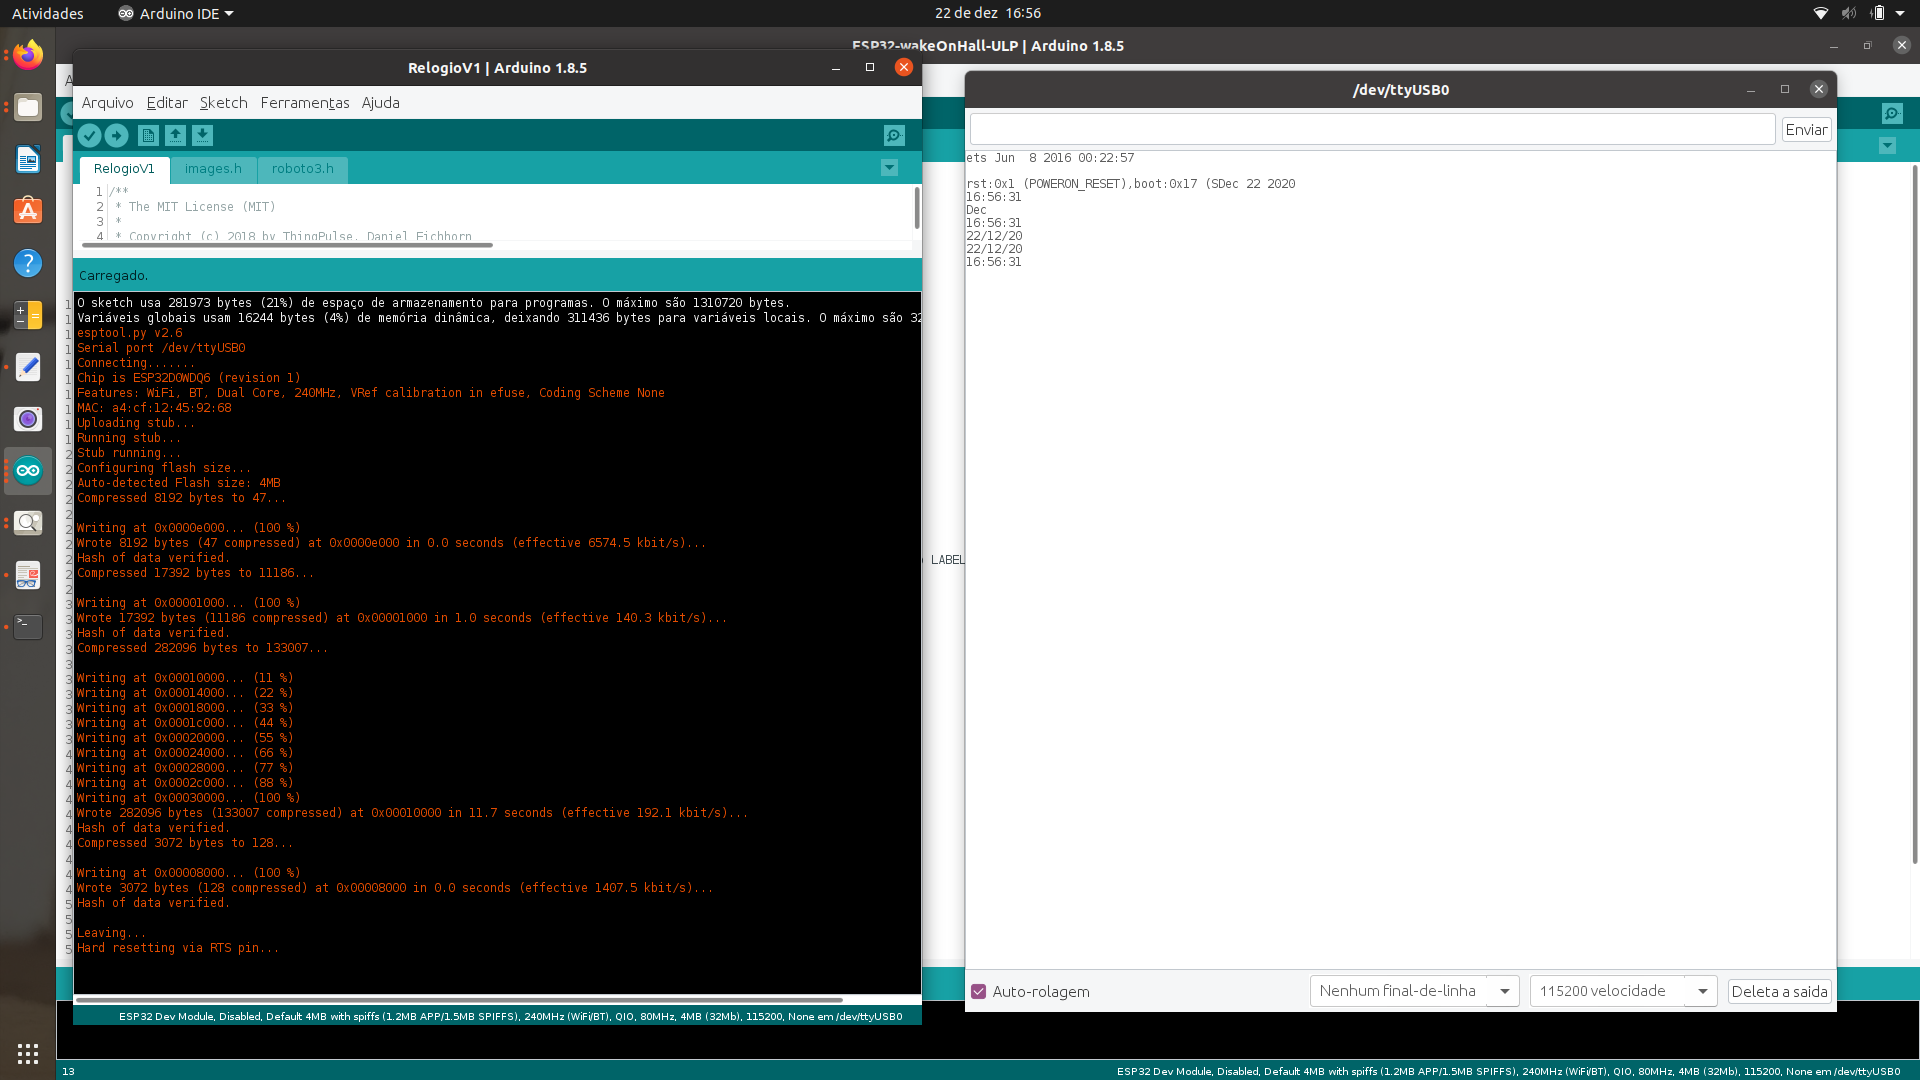 Atividades
Arduino IDE
22 de dez 16:56
ESP32-wakeOnHall-ULP | Arduino 1.8.5
RelogioV1 | Arduino 1.8.5
Arquivo Editar Sketch Ferramentas Ajuda
RelogioV1 images.h roboto3.h
1 /**
2 * The MIT License (MIT)
3 *
4 * Copyright (c) 2018 by ThingPulse, Daniel Eichhorn
Carregado.
O sketch usa 281973 bytes (21%) de espaço de armazenamento para programas. O máximo são 1310720 bytes.
Variáveis globais usam 16244 bytes (4%) de memória dinâmica, deixando 311436 bytes para variáveis locais. O máximo são 32
esptool.py v2.6
Serial port /dev/ttyUSB0
Connecting.......
Chip is ESP32D0WDQ6 (revision 1)
Features: WiFi, BT, Dual Core, 240MHz, VRef calibration in efuse, Coding Scheme None
MAC: a4:cf:12:45:92:68
Uploading stub...
Running stub...
Stub running...
Configuring flash size...
Auto-detected Flash size: 4MB
Compressed 8192 bytes to 47...
Writing at 0x0000e000... (100 %)
Wrote 8192 bytes (47 compressed) at 0x0000e000 in 0.0 seconds (effective 6574.5 kbit/s)...
Hash of data verified.
Compressed 17392 bytes to 11186...
Writing at 0x00001000... (100 %)
Wrote 17392 bytes (11186 compressed) at 0x00001000 in 1.0 seconds (effective 140.3 kbit/s)...
Hash of data verified.
Compressed 282096 bytes to 133007...
Writing at 0x00010000... (11 %)
Writing at 0x00014000... (22 %)
Writing at 0x00018000... (33 %)
Writing at 0x0001c000... (44 %)
Writing at 0x00020000... (55 %)
Writing at 0x00024000... (66 %)
Writing at 0x00028000... (77 %)
Writing at 0x0002c000... (88 %)
Writing at 0x00030000... (100 %)
Wrote 282096 bytes (133007 compressed) at 0x00010000 in 11.7 seconds (effective 192.1 kbit/s)...
Hash of data verified.
Compressed 3072 bytes to 128...
Writing at 0x00008000... (100 %)
Wrote 3072 bytes (128 compressed) at 0x00008000 in 0.0 seconds (effective 1407.5 kbit/s)...
Hash of data verified.
Leaving...
Hard resetting via RTS pin...
ESP32 Dev Module, Disabled, Default 4MB with spiffs (1.2MB APP/1.5MB SPIFFS), 240MHz (WiFi/BT), QIO, 80MHz, 4MB (32Mb), 115200, None em /dev/ttyUSB0
LABEL
/dev/ttyUSB0
Enviar
ets Jun  8 2016 00:22:57
rst:0x1 (POWERON_RESET),boot:0x17 (SDec 22 2020
16:56:31
Dec
16:56:31
22/12/20
22/12/20
16:56:31
Auto-rolagem
Nenhum final-de-linha
115200 velocidade
Deleta a saida
13
ESP32 Dev Module, Disabled, Default 4MB with spiffs (1.2MB APP/1.5MB SPIFFS), 240MHz (WiFi/BT), QIO, 80MHz, 4MB (32Mb), 115200, None em /dev/ttyUSB0